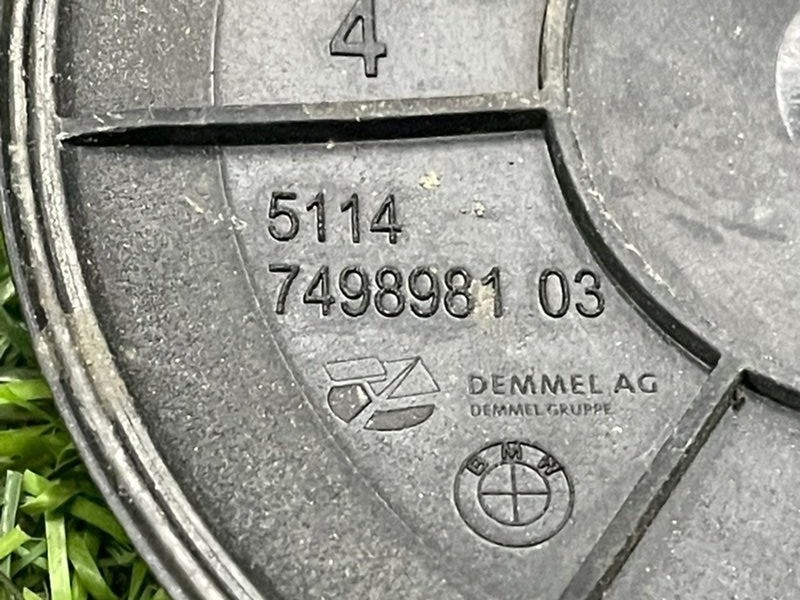 4
5114
7498981 03
DEMMEL AG
DEMMEL GRUPPE
BMW